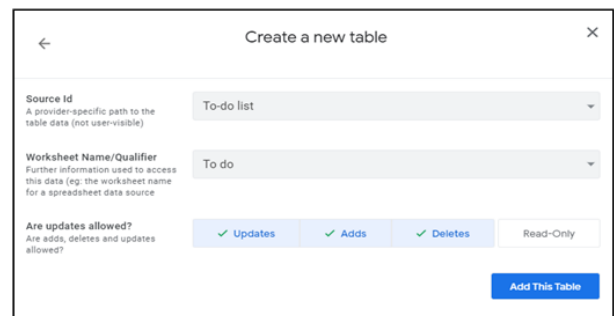 Create a new table
Source Id
A provider-specific path to the
table data (not user-visible)
To-do list
Worksheet Name/Qualifier
Further information used to access
this data (eg: the worksheet name
for a spreadsheet data source
To do
Are updates allowed?
Are adds, deletes and updates
allowed?
Updates
Adds
Deletes
Read-Only
Add This Table